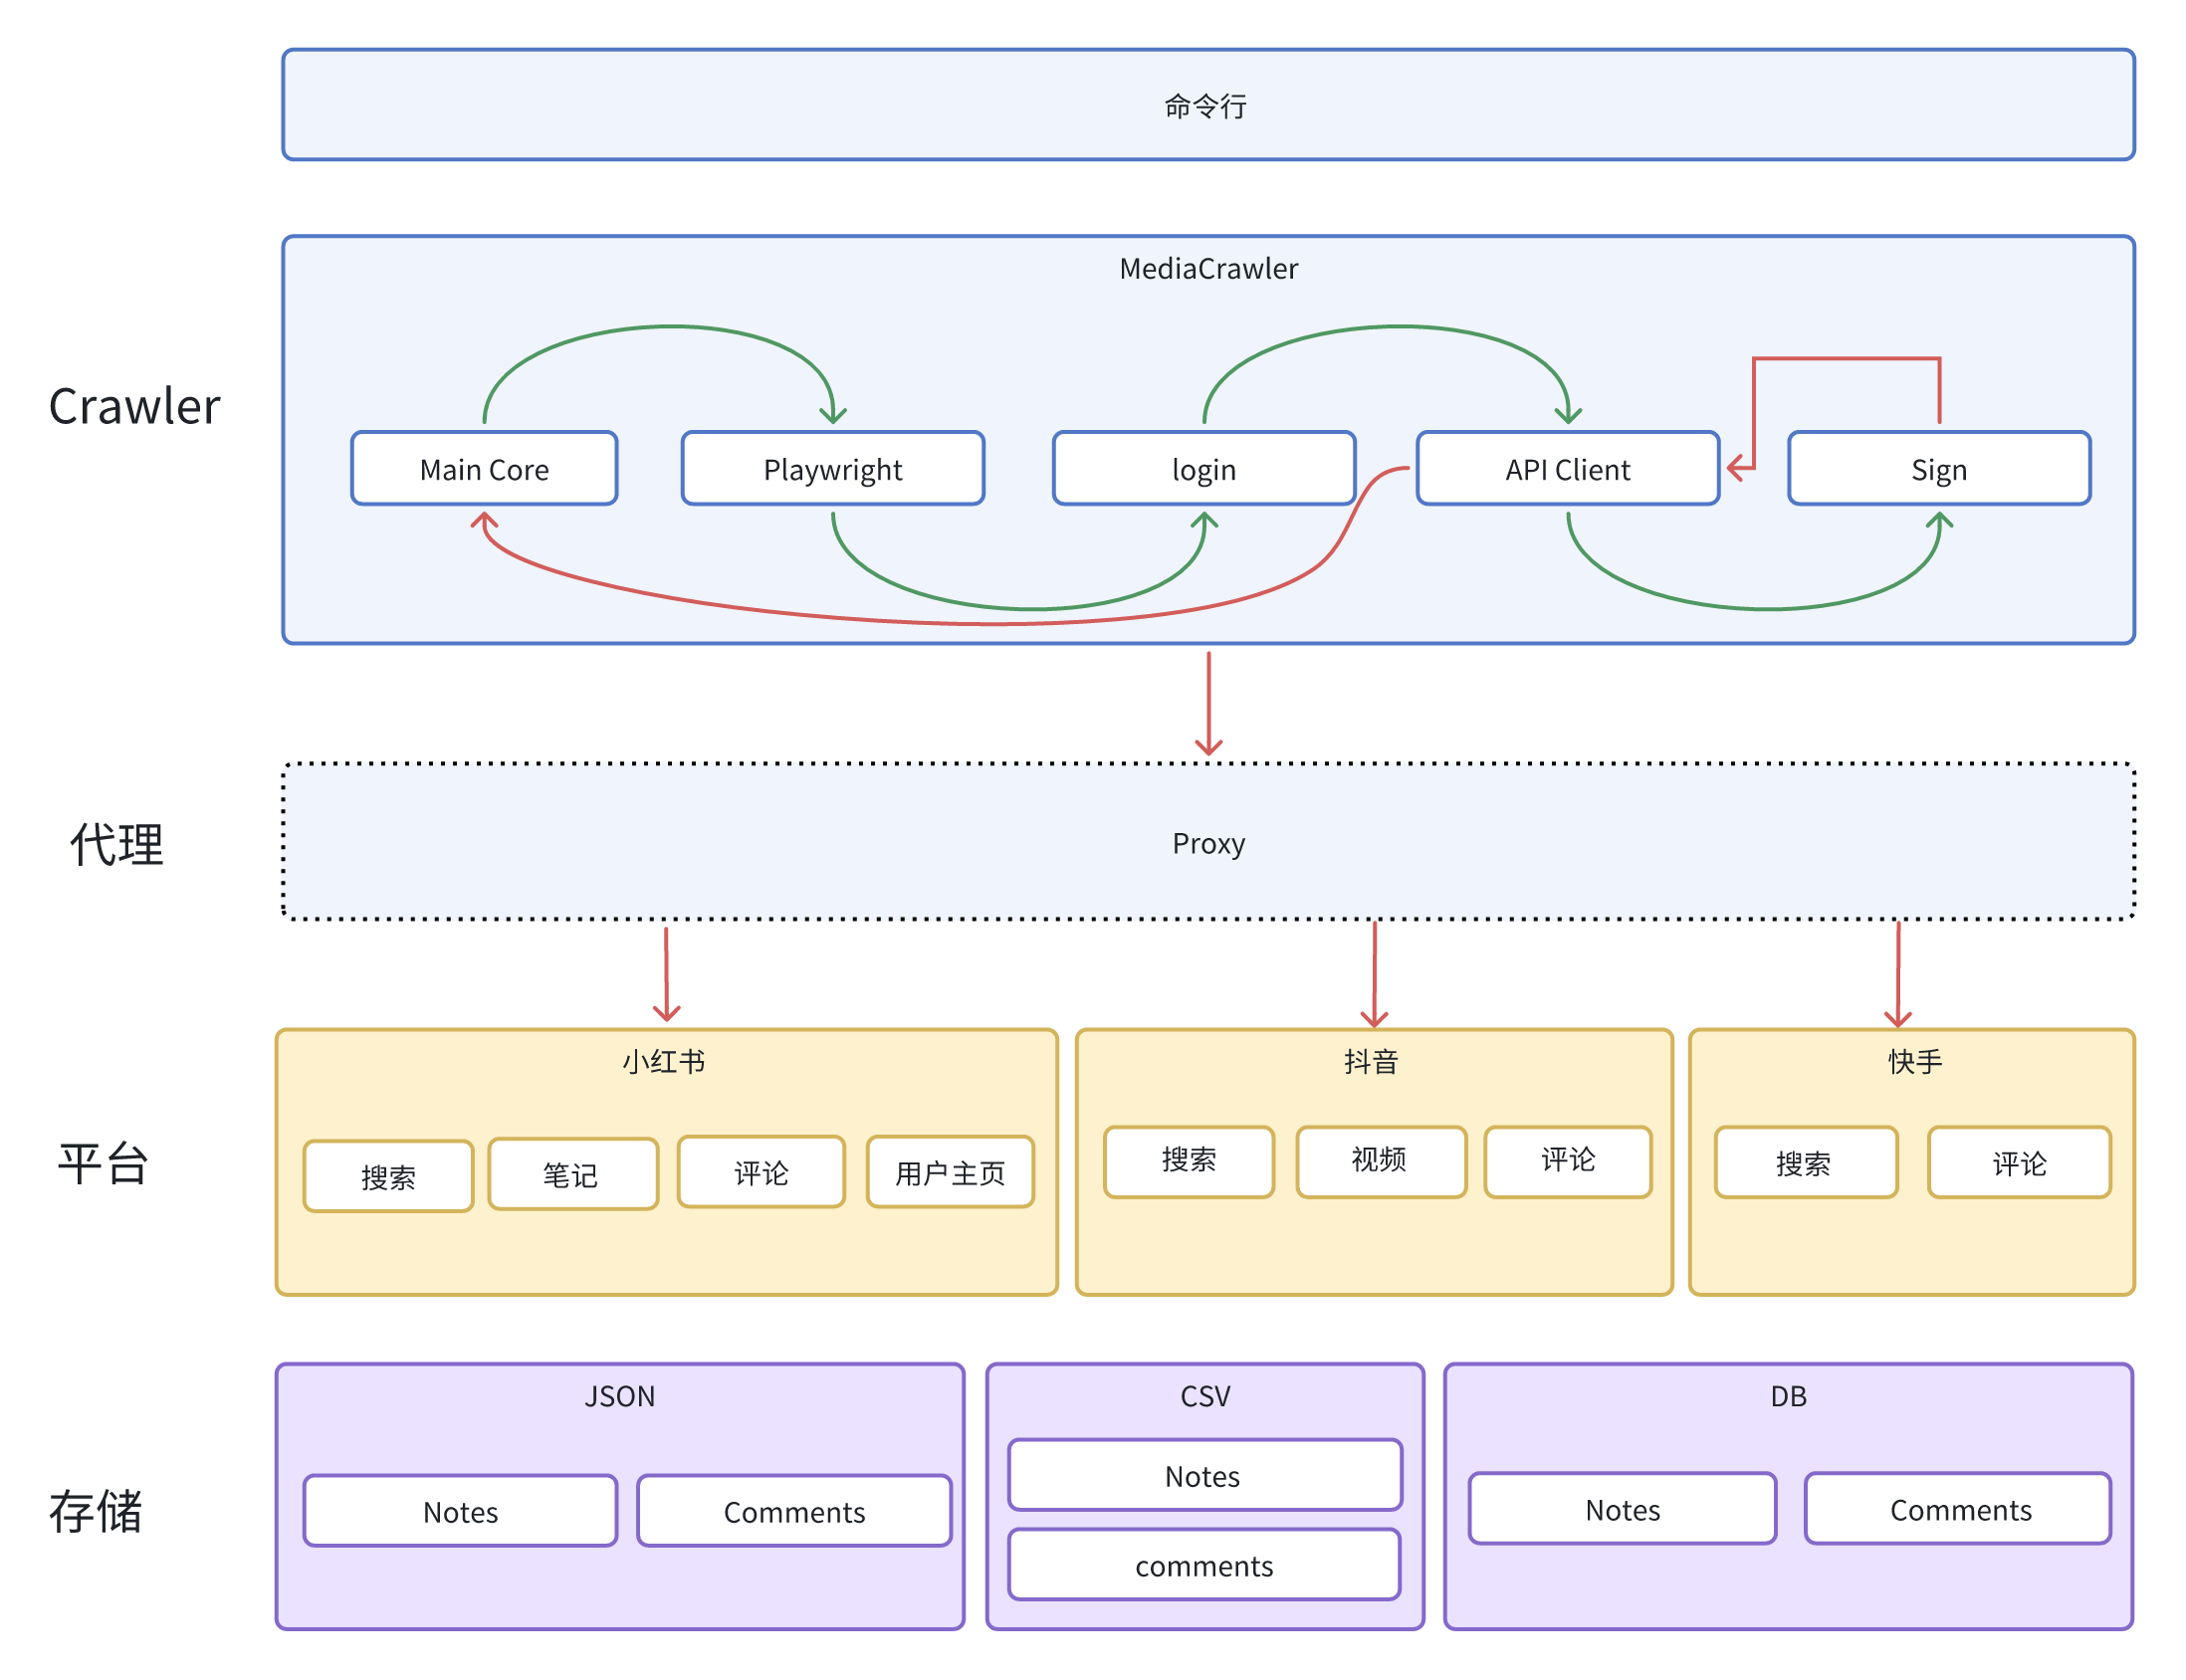 命令行
Crawler
MediaCrawler
Main Core
Playwright
login
API Client
Sign
代理
Proxy
平台
小红书
搜索
笔记
评论
用户主页
抖音
搜索
视频
评论
快手
搜索
评论
存储
JSON
Notes
Comments
CSV
Notes
comments
DB
Notes
Comments